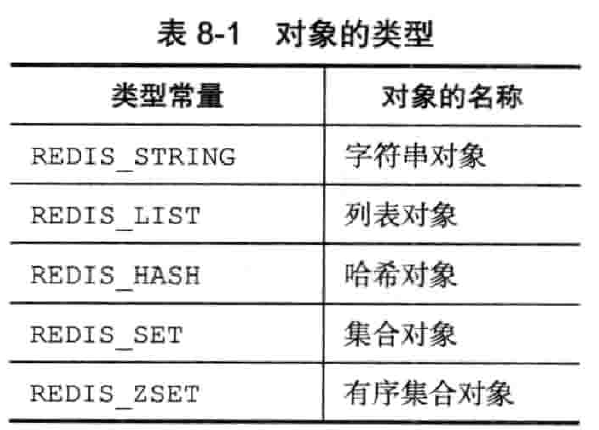 表 8-1 对象的类型
类型常量 对象的名称
REDIS_STRING 字符串对象
REDIS_LIST 列表对象
REDIS_HASH 哈希对象
REDIS_SET 集合对象
REDIS_ZSET 有序集合对象